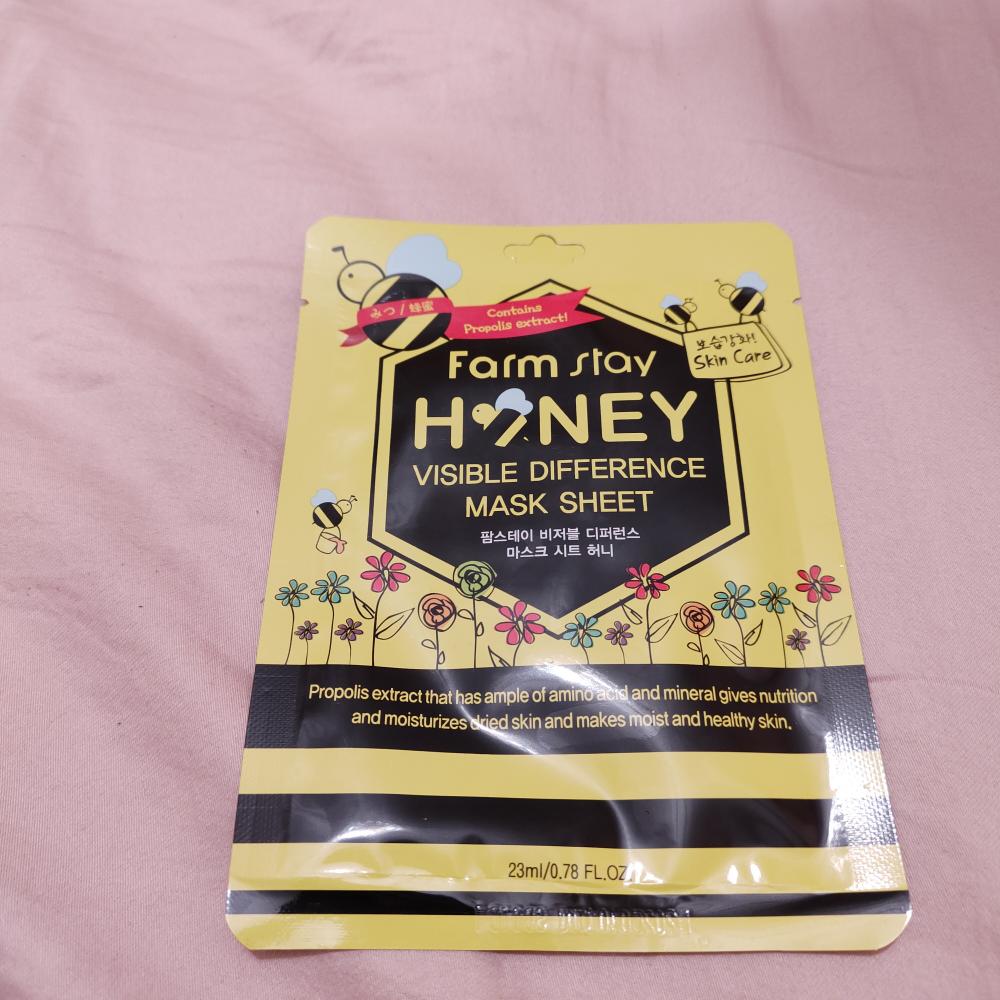 みつ / 蜂蜜
Contains
Propolis extract!
보습강화!
Skin Care
Farm stay
HONEY
VISIBLE DIFFERENCE
MASK SHEET
팜스테이 비저블 디퍼런스
마스크 시트 허니
Propolis extract that has ample of amino acid and mineral gives nutrition
and moisturizes dried skin and makes moist and healthy skin.
23ml/0.78 FL.OZ.